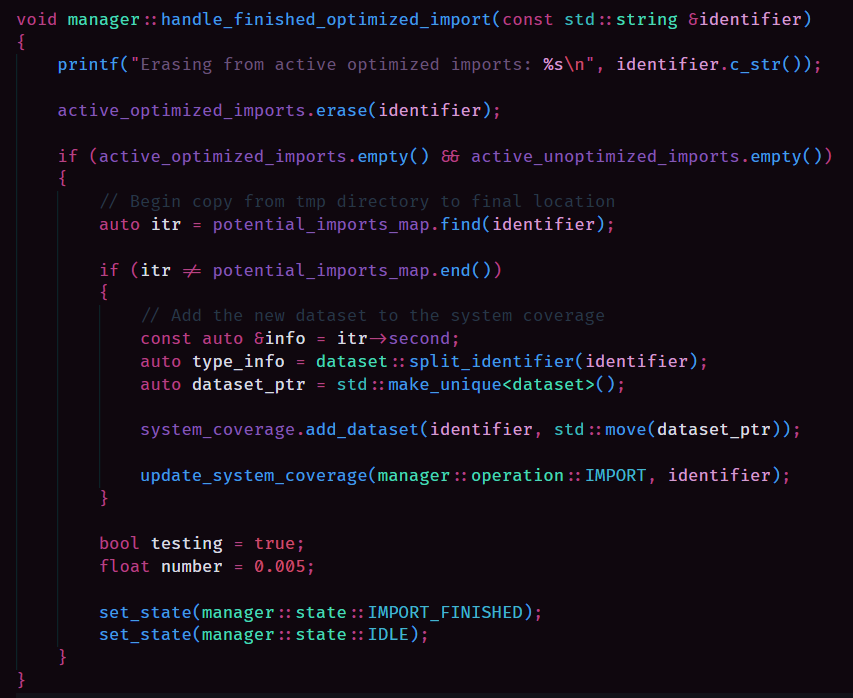 void manager::handle_finished_optimized_import(const std::string &identifier)
{
    printf("Erasing from active optimized imports: %s\n", identifier.c_str());
    active_optimized_imports.erase(identifier);
    if (active_optimized_imports.empty() && active_unoptimized_imports.empty())
    {
        // Begin copy from tmp directory to final location
        auto itr = potential_imports_map.find(identifier);
        if (itr != potential_imports_map.end())
        {
            // Add the new dataset to the system coverage
            const auto &info = itr->second;
            auto type_info = dataset::split_identifier(identifier);
            auto dataset_ptr = std::make_unique<dataset>();
            system_coverage.add_dataset(identifier, std::move(dataset_ptr));
            update_system_coverage(manager::operation::IMPORT, identifier);
        }
        bool testing = true;
        float number = 0.005;
        set_state(manager::state::IMPORT_FINISHED);
        set_state(manager::state::IDLE);
    }
}